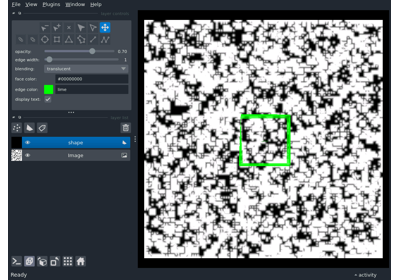 File View Plugins Window Help
opacity: 0.70
edge width: 1
blending: translucent
face color: #00000000
edge color: lime
display text: ✓
shape
image
Ready
activity